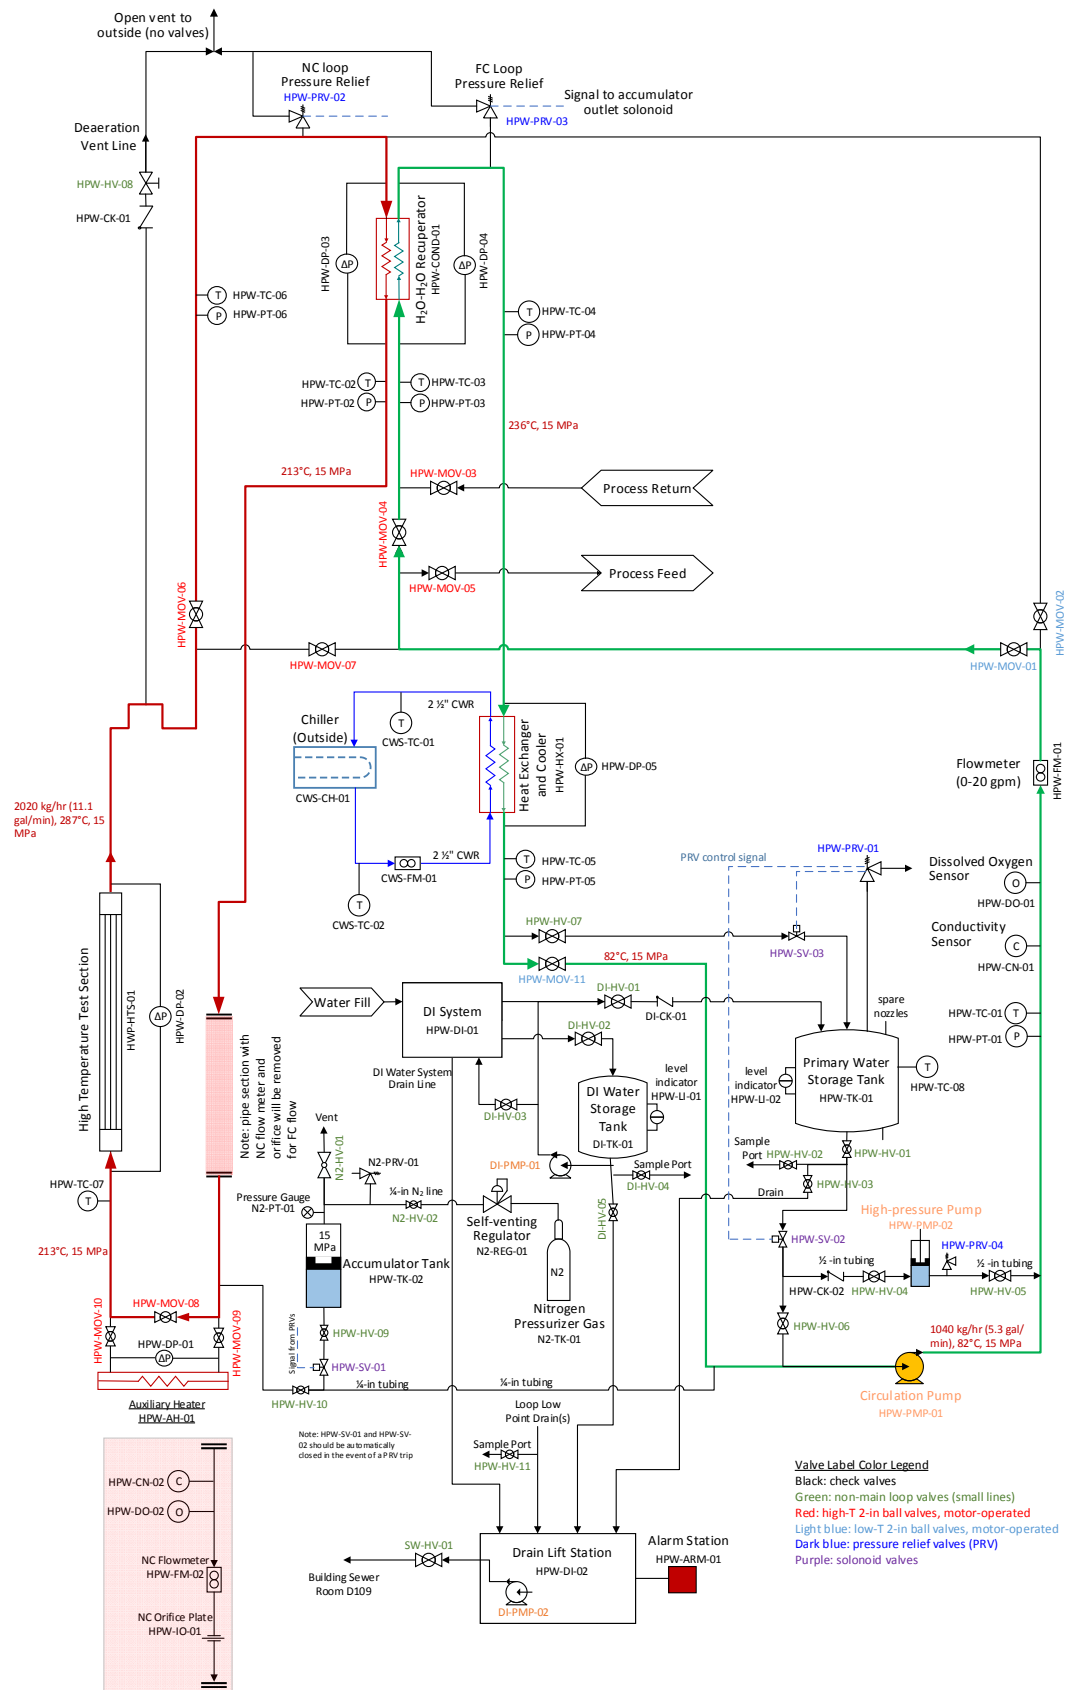 Open vent to
outside (no valves)
NC loop
Pressure Relief
HPW-PRV-02
FC Loop
Pressure Relief
HPW-PRV-03
Signal to accumulator
outlet solonoid
Deaeration
Vent Line
HPW-HV-08
HPW-CK-01
HPW-DP-03
ΔP
H₂O-H₂O Recuperator
HPW-COND-01
ΔP
HPW-DP-04
T
HPW-TC-06
P
HPW-PT-06
T
HPW-TC-04
P
HPW-PT-04
HPW-TC-02
T
HPW-PT-02
P
T
HPW-TC-03
P
HPW-PT-03
236°C, 15 MPa
213°C, 15 MPa
HPW-MOV-03
Process Return
HPW-MOV-04
HPW-MOV-05
Process Feed
HPW-MOV-06
HPW-MOV-07
HPW-MOV-02
HPW-MOV-01
Chiller
(Outside)
CWS-CH-01
2 ½" CWR
T
CWS-TC-01
2 ½" CWR
CWS-FM-01
T
CWS-TC-02
Heat Exchanger
and Cooler
HPW-HX-01
ΔP
HPW-DP-05
Flowmeter
(0-20 gpm)
HPW-FM-01
2020 kg/hr (11.1
gal/min), 287°C, 15
MPa
T
HPW-TC-05
P
HPW-PT-05
PRV control signal
HPW-PRV-01
Dissolved Oxygen
Sensor
O
HPW-DO-01
Conductivity
Sensor
C
HPW-CN-01
HPW-TC-01
T
HPW-PT-01
P
HPW-HV-07
HPW-SV-03
82°C, 15 MPa
HPW-MOV-11
High Temperature Test Section
HWP-HTS-01
ΔP
HPW-DP-02
Note: pipe section with
NC flow meter and
orifice will be removed
for FC flow
Water Fill
DI System
HPW-DI-01
DI Water System
Drain Line
DI-HV-01
DI-CK-01
DI-HV-02
DI-HV-03
DI Water
Storage
Tank
DI-TK-01
level
indicator
HPW-LI-01
level
indicator
HPW-LI-02
spare
nozzles
Primary Water
Storage Tank
HPW-TK-01
T
HPW-TC-08
DI-PMP-01
Sample Port
DI-HV-04
DI-HV-05
Sample
Port
HPW-HV-02
HPW-HV-01
HPW-HV-03
Drain
Vent
N2-HV-01
N2-PRV-01
Pressure Gauge
N2-PT-01
¼-in N₂ line
N2-HV-02
Self-venting
Regulator
N2-REG-01
N2
Nitrogen
Pressurizer Gas
N2-TK-01
15
MPa
Accumulator Tank
HPW-TK-02
HPW-HV-09
Signal from PRVs
HPW-SV-01
HPW-HV-10
¼-in tubing
¼-in tubing
HPW-TC-07
T
213°C, 15 MPa
HPW-MOV-08
HPW-MOV-10
HPW-MOV-09
HPW-DP-01
ΔP
Auxiliary Heater
HPW-AH-01
High-pressure Pump
HPW-PMP-02
HPW-SV-02
HPW-PRV-04
½ -in tubing
½ -in tubing
HPW-CK-02
HPW-HV-04
HPW-HV-05
HPW-HV-06
1040 kg/hr (5.3 gal/
min), 82°C, 15 MPa
Circulation Pump
HPW-PMP-01
Note: HPW-SV-01 and HPW-SV-
02 should be automatically
closed in the event of a PRV trip
Loop Low
Point Drain(s)
Sample Port
HPW-HV-11
HPW-CN-02
C
HPW-DO-02
O
NC Flowmeter
HPW-FM-02
NC Orifice Plate
HPW-IO-01
SW-HV-01
Building Sewer
Room D109
Drain Lift Station
HPW-DI-02
DI-PMP-02
Alarm Station
HPW-ARM-01
Valve Label Color Legend
Black: check valves
Green: non-main loop valves (small lines)
Red: high-T 2-in ball valves, motor-operated
Light blue: low-T 2-in ball valves, motor-operated
Dark blue: pressure relief valves (PRV)
Purple: solonoid valves